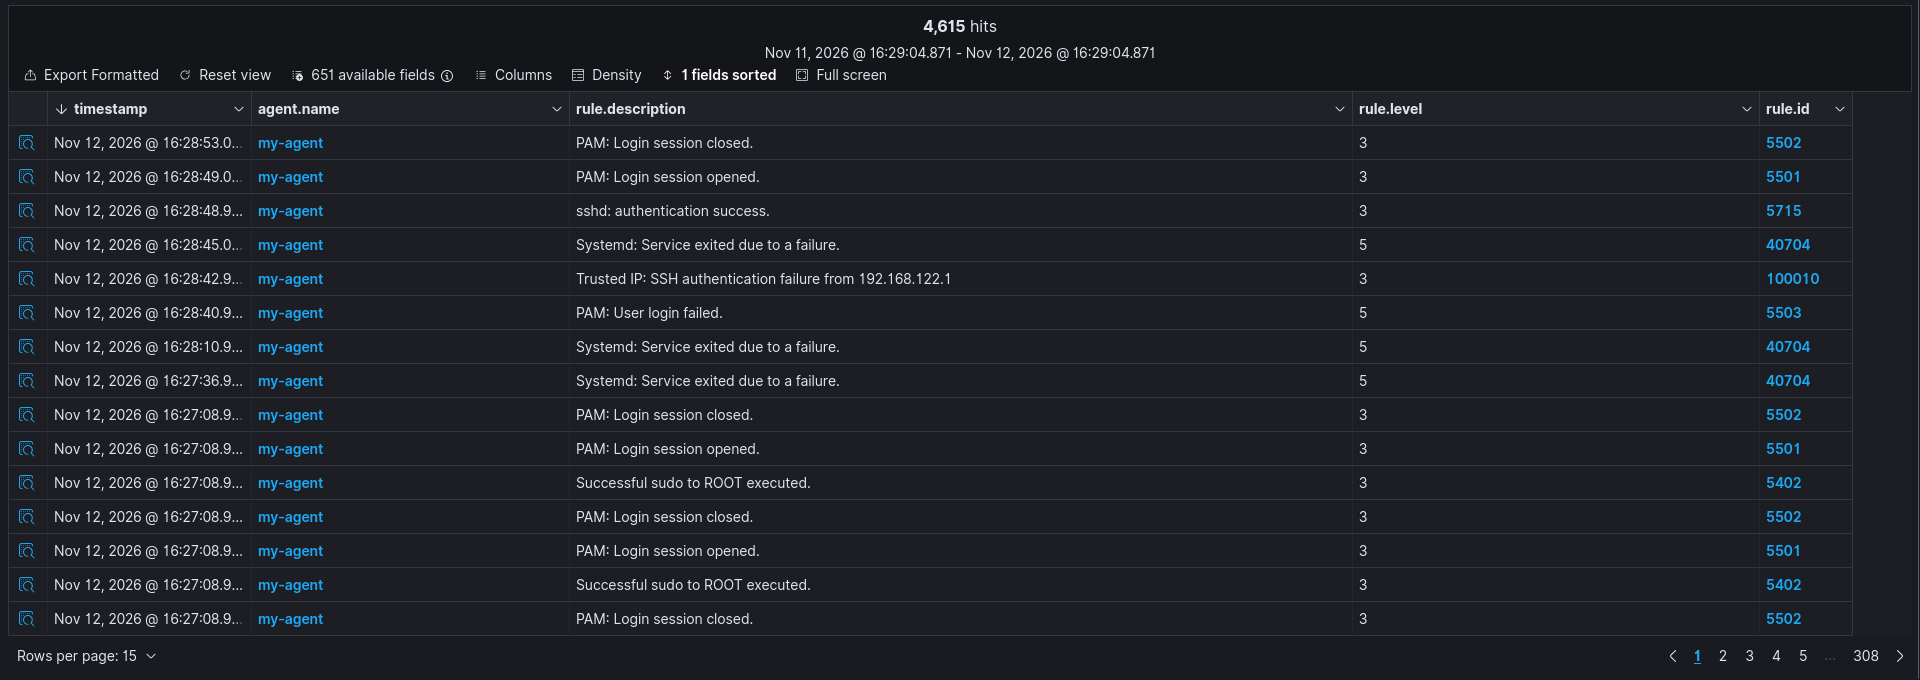 4,615 hits
Nov 11, 2026 @ 16:29:04.871 - Nov 12, 2026 @ 16:29:04.871
Export Formatted Reset view 651 available fields Columns Density 1 fields sorted Full screen
timestamp agent.name rule.description rule.level rule.id
Nov 12, 2026 @ 16:28:53.0... my-agent PAM: Login session closed. 3 5502
Nov 12, 2026 @ 16:28:49.0... my-agent PAM: Login session opened. 3 5501
Nov 12, 2026 @ 16:28:48.9... my-agent sshd: authentication success. 3 5715
Nov 12, 2026 @ 16:28:45.0... my-agent Systemd: Service exited due to a failure. 5 40704
Nov 12, 2026 @ 16:28:42.9... my-agent Trusted IP: SSH authentication failure from 192.168.122.1 3 100010
Nov 12, 2026 @ 16:28:40.9... my-agent PAM: User login failed. 5 5503
Nov 12, 2026 @ 16:28:10.9... my-agent Systemd: Service exited due to a failure. 5 40704
Nov 12, 2026 @ 16:27:36.9... my-agent Systemd: Service exited due to a failure. 5 40704
Nov 12, 2026 @ 16:27:08.9... my-agent PAM: Login session closed. 3 5502
Nov 12, 2026 @ 16:27:08.9... my-agent PAM: Login session opened. 3 5501
Nov 12, 2026 @ 16:27:08.9... my-agent Successful sudo to ROOT executed. 3 5402
Nov 12, 2026 @ 16:27:08.9... my-agent PAM: Login session closed. 3 5502
Nov 12, 2026 @ 16:27:08.9... my-agent PAM: Login session opened. 3 5501
Nov 12, 2026 @ 16:27:08.9... my-agent Successful sudo to ROOT executed. 3 5402
Nov 12, 2026 @ 16:27:08.9... my-agent PAM: Login session closed. 3 5502
Rows per page: 15 1 2 3 4 5 ... 308